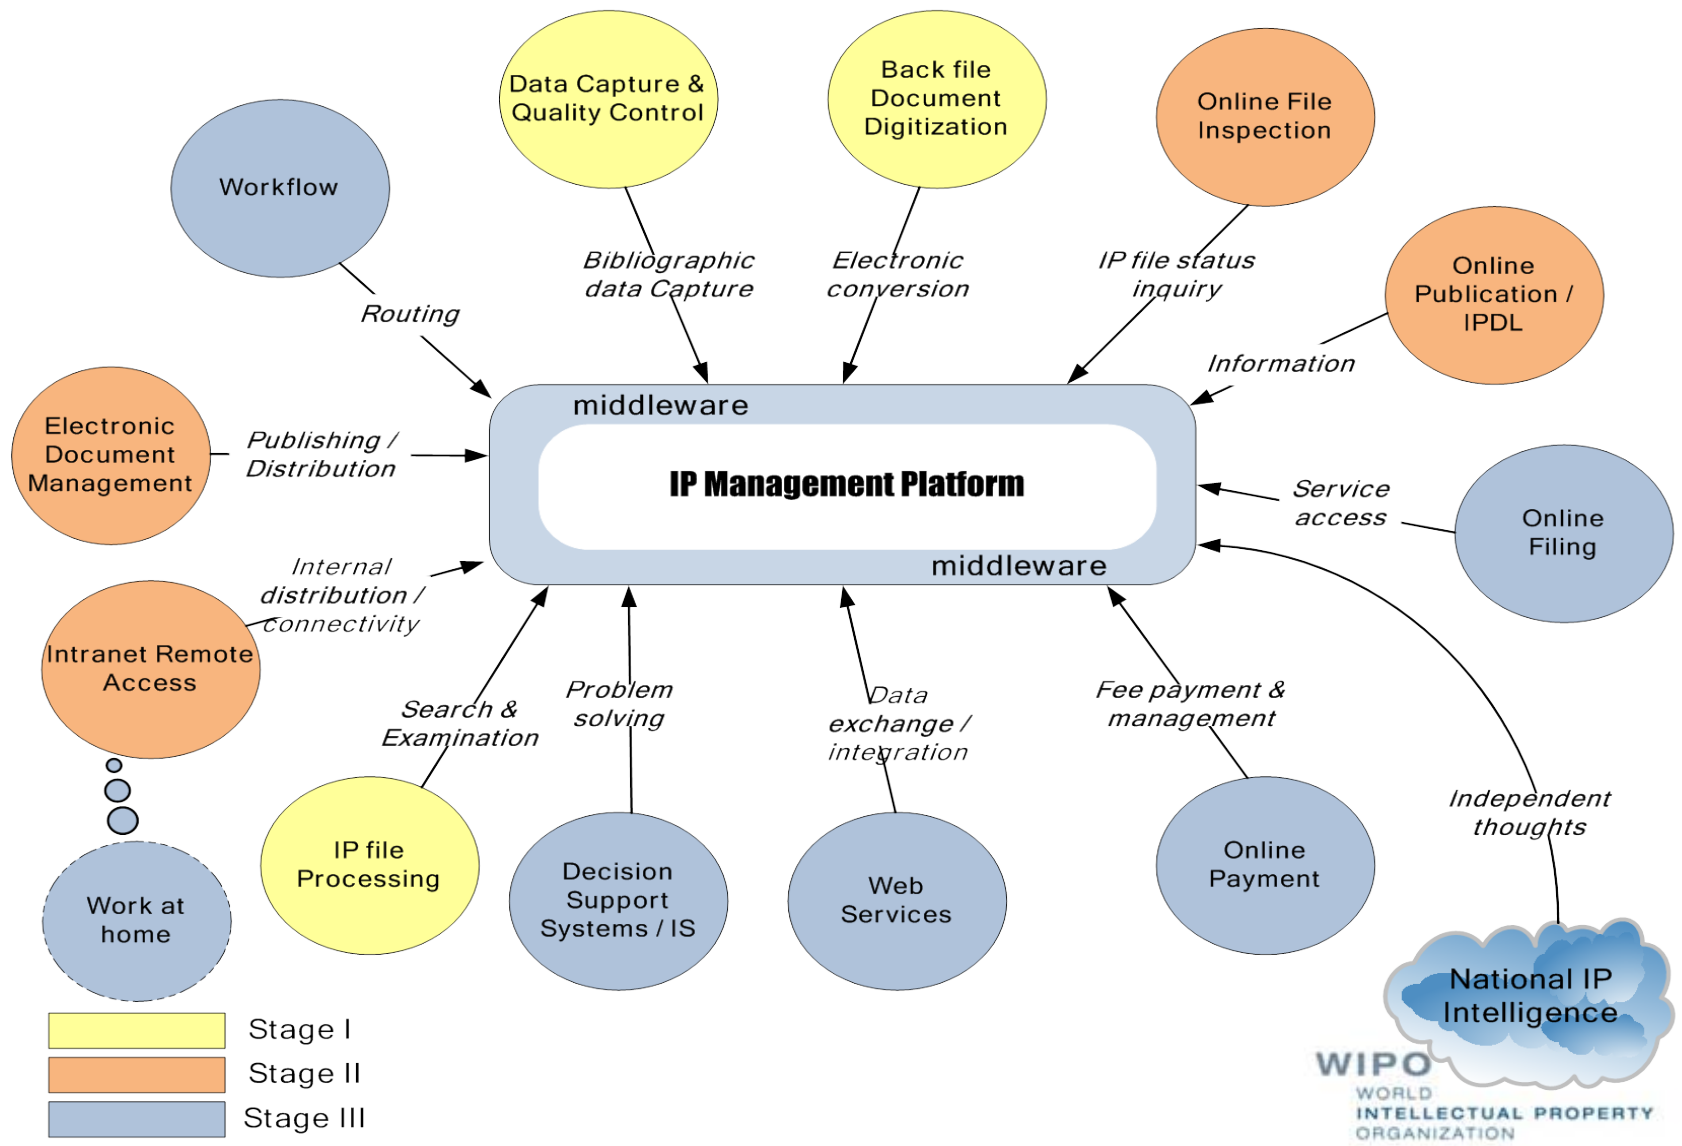 Data Capture &
Quality Control
Back file
Document
Digitization
Online File
Inspection
Workflow
Online
Publication /
IPDL
Bibliographic
data Capture
Electronic
conversion
IP file status
inquiry
Routing
Information
Electronic
Document
Management
Publishing /
Distribution
middleware
IP Management Platform
middleware
Service
access
Online
Filing
Internal
distribution /
connectivity
Intranet Remote
Access
Search &
Examination
Problem
solving
Data
exchange /
integration
Fee payment &
management
Independent
thoughts
Work at
home
IP file
Processing
Decision
Support
Systems / IS
Web
Services
Online
Payment
National IP
Intelligence
Stage I
Stage II
Stage III
WIPO
WORLD
INTELLECTUAL PROPERTY
ORGANIZATION